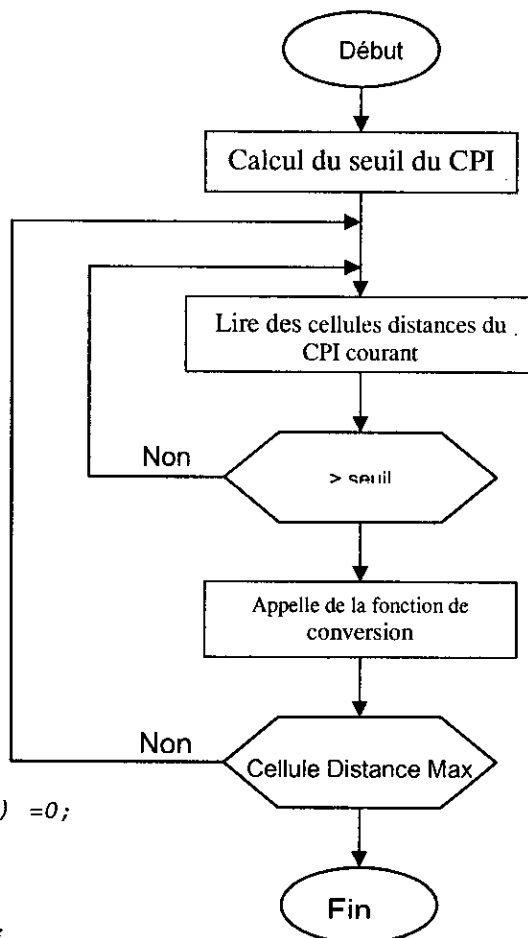 Début
Calcul du seuil du CPI
Lire des cellules distances du
CPI courant
Non
> seuil
Appelle de la fonction de
conversion
Non
Cellule Distance Max
) =0;
Fin
;